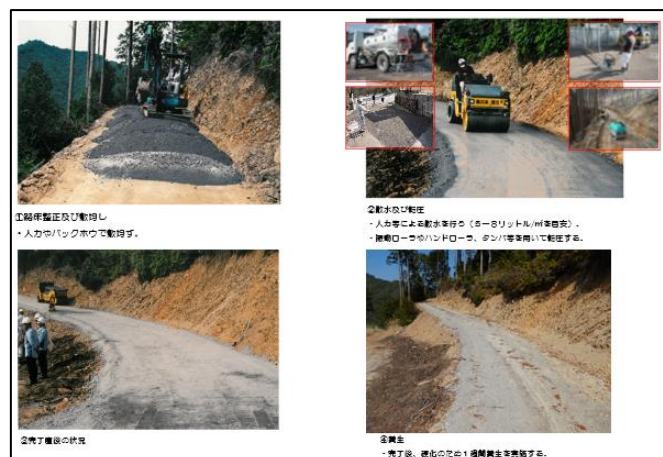 ①路床整正及び敷均し
・人力やバックホウで敷均す。
②散水及び転圧
・人力等による散水を行う（6～8リットル/㎡を目安）。
・振動ローラやハンドローラ、タンパ等を用いて転圧する。
③完了直後の状況
④養生
・完了後、硬化のため1週間養生を実施する。